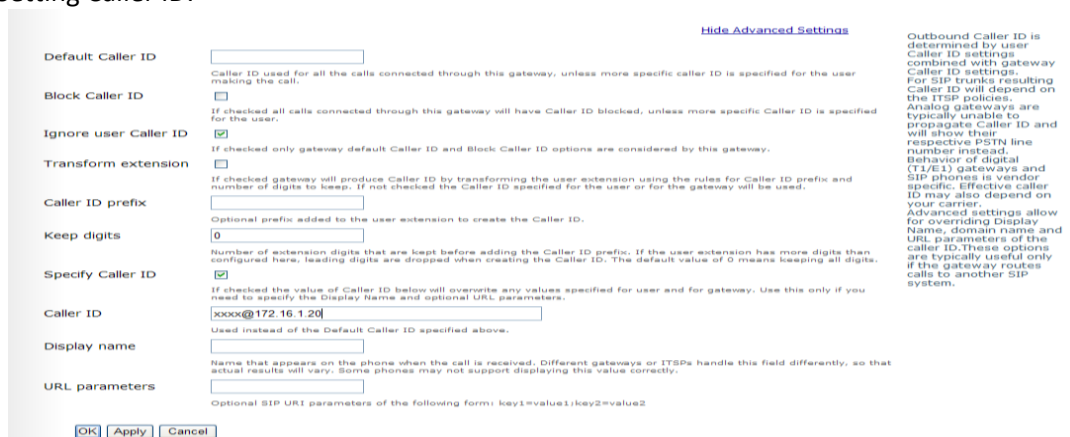 Setting Caller ID:
Hide Advanced Settings
Default Caller ID
Caller ID used for all the calls connected through this gateway, unless more specific caller ID is specified for the user
making the call.
Block Caller ID
If checked all calls connected through this gateway will have Caller ID blocked, unless more specific Caller ID is specified
for the user.
Ignore user Caller ID
If checked only gateway default Caller ID and Block Caller ID options are considered by this gateway.
Transform extension
If checked gateway will produce Caller ID by transforming the user extension using the rules for Caller ID prefix and
number of digits to keep. If not checked the Caller ID specified for the user or for the gateway will be used.
Caller ID prefix
Optional prefix added to the user extension to create the Caller ID.
Keep digits
0
Number of extension digits that are kept before adding the Caller ID prefix. If the user extension has more digits than
configured here, leading digits are dropped when creating the Caller ID. The default value of 0 means keeping all digits.
Specify Caller ID
If checked the value of Caller ID below will overwrite any values specified for user and for gateway. Use this only if you
need to specify the Display Name and optional URL parameters.
Caller ID
xxxx@172.16.1.20
Used instead of the Default Caller ID specified above.
Display name
Name that appears on the phone when the call is received. Different gateways or ITSPs handle this field differently, so that
actual results will vary. Some phones may not support displaying this value correctly.
URL parameters
Optional SIP URI parameters of the following form: key1=value1;key2=value2
OK Apply Cancel
Outbound Caller ID is
determined by user
Caller ID settings
combined with gateway
Caller ID settings.
For SIP trunks resulting
Caller ID will depend on
the ITSP policies.
Analog gateways are
typically unable to
propagate Caller ID and
will show their
respective PSTN line
number instead.
Behavior of digital
(T1/E1) gateways and
SIP phones is vendor
specific. Effective caller
ID may also depend on
your carrier.
Advanced settings allow
for overriding Display
Name, domain name and
URL parameters of the
caller ID.These options
are typically useful only
if the gateway routes
calls to another SIP
system.